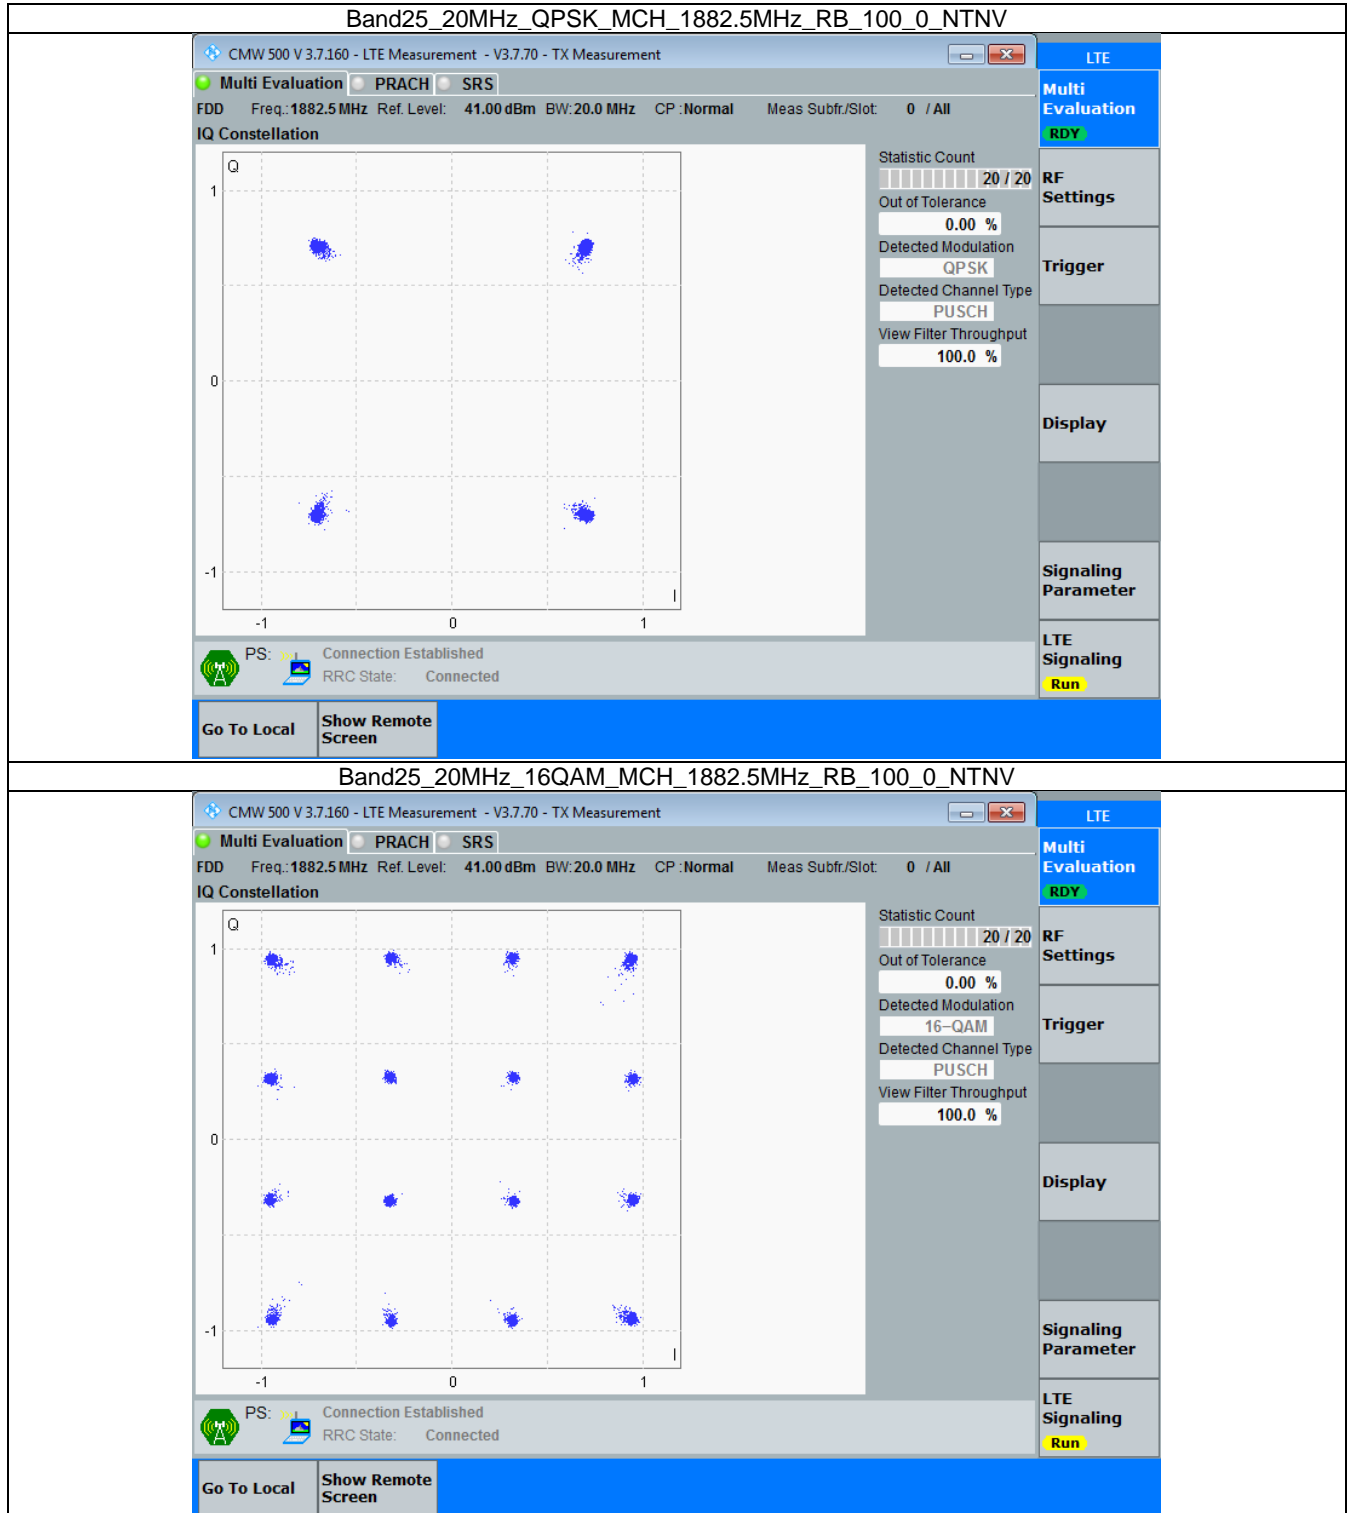 Band25_20MHz_QPSK_MCH_1882.5MHz_RB_100_0_NTNV
CMW 500 V 3.7.160 - LTE Measurement - V3.7.70 - TX Measurement
LTE
Multi Evaluation PRACH SRS
Multi
Evaluation
RDY
FDD Freg.:1882.5 MHz Ref. Level: 41.00 dBm BW:20.0 MHz CP :Normal Meas Subfr./Slot: 0 / All
IQ Constellation
Q
1
0
-1
I
-1 0 1
Statistic Count
20 / 20
Out of Tolerance
0.00 %
Detected Modulation
QPSK
Detected Channel Type
PUSCH
View Filter Throughput
100.0 %
RF
Settings
Trigger
Display
Signaling
Parameter
LTE
Signaling
Run
PS: Connection Established
RRC State: Connected
Go To Local
Show Remote
Screen
Band25_20MHz_16QAM_MCH_1882.5MHz_RB_100_0_NTNV
CMW 500 V 3.7.160 - LTE Measurement - V3.7.70 - TX Measurement
LTE
Multi Evaluation PRACH SRS
Multi
Evaluation
RDY
FDD Freg.:1882.5 MHz Ref. Level: 41.00 dBm BW:20.0 MHz CP :Normal Meas Subfr./Slot: 0 / All
IQ Constellation
Q
1
0
-1
I
-1 0 1
Statistic Count
20 / 20
Out of Tolerance
0.00 %
Detected Modulation
16-QAM
Detected Channel Type
PUSCH
View Filter Throughput
100.0 %
RF
Settings
Trigger
Display
Signaling
Parameter
LTE
Signaling
Run
PS: Connection Established
RRC State: Connected
Go To Local
Show Remote
Screen